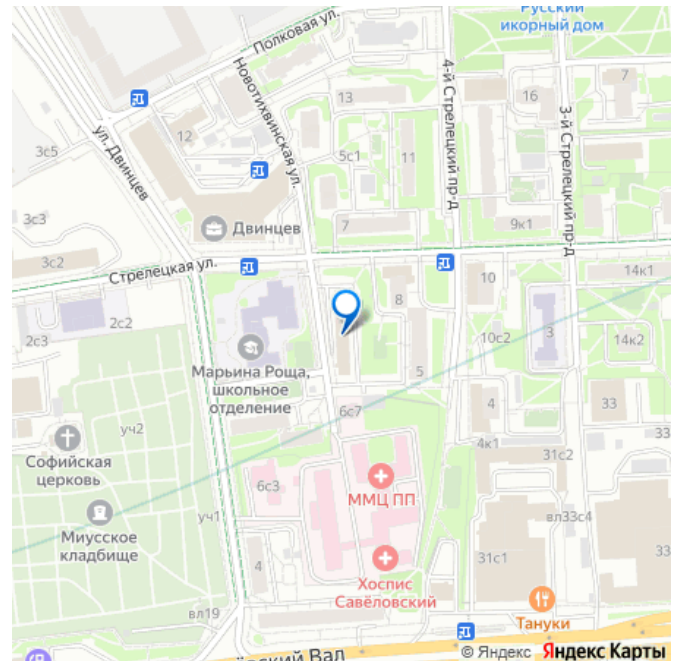 Русский
икорный дом
Полковая ул.
Новотихвинская ул.
4-й Стрелецкий пр-д
3-й Стрелецкий пр-д
ул. Двинцев
7
16
13
12
3с5
5с1
11
3с3
Двинцев
7
9к1
3с2
Стрелецкая ул.
10
14к1
8
2с2
2с3
10с2
3
14к2
Марьина Роща,
школьное
отделение
5
4
33
6с7
уч2
4к1
33
31с2
Софийская
церковь
6с3
ММЦ ПП
уч1
вл33с4
Миусское
кладбище
31с1
33
4
Хоспис
Савёловский
вл19
Тануки
ёвский Вал
© Яндекс Яндекс Карты